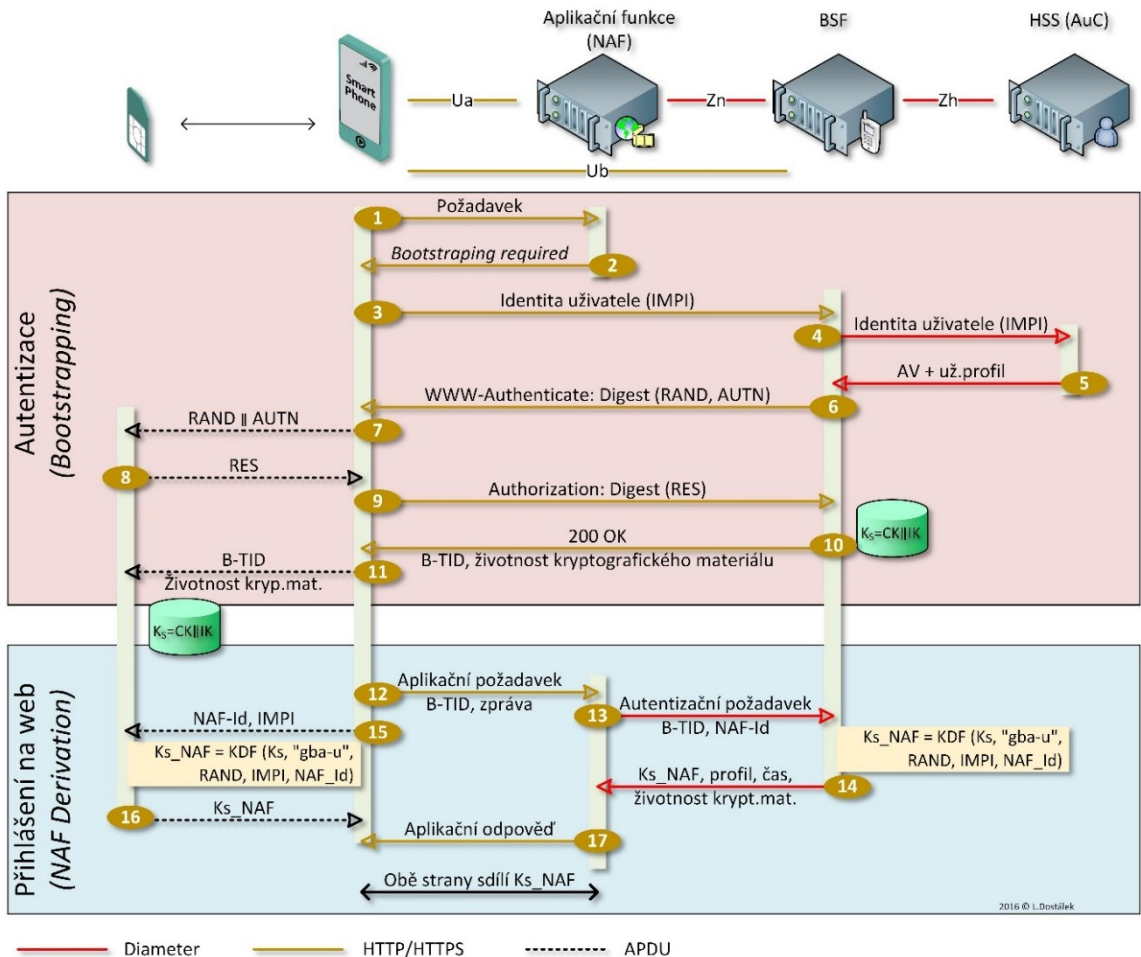 Aplikační funkce
(NAF)
BSF
HSS (AuC)
Smart
Phone
Ua
Zn
Zh
Ub
Autentizace
(Bootstrapping)
1
Požadavek
Bootstraping required
2
3
Identita uživatele (IMPI)
4
Identita uživatele (IMPI)
AV + už.profil
5
WWW-Authenticate: Digest (RAND, AUTN)
6
RAND ǁ AUTN
7
8
RES
9
Authorization: Digest (RES)
Ks=CKǁIK
200 OK
10
B-TID, životnost kryptografického materiálu
B-TID
11
Životnost kryp.mat.
Ks=CKǁIK
Přihlášení na web
(NAF Derivation)
12
Aplikační požadavek
B-TID, zpráva
13
Autentizační požadavek
B-TID, NAF-Id
NAF-Id, IMPI
15
Ks_NAF = KDF (Ks, "gba-u",
RAND, IMPI, NAF_Id)
Ks_NAF = KDF (Ks, "gba-u",
RAND, IMPI, NAF_Id)
Ks_NAF, profil, čas,
životnost krypt.mat.
14
16
Ks_NAF
Aplikační odpověď
17
Obě strany sdílí Ks_NAF
2016 © L.Dostálek
Diameter
HTTP/HTTPS
APDU